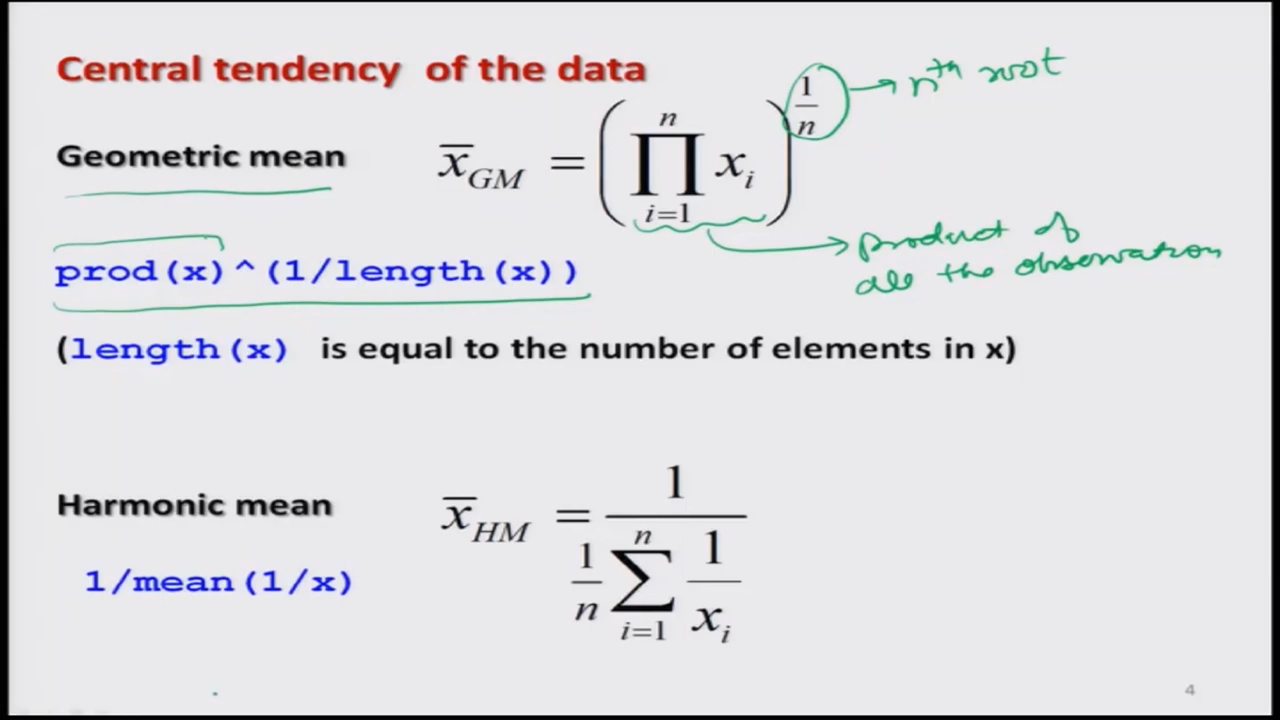 Central tendency of the data
Geometric mean x̄_GM = (∏_{i=1}^{n} x_i)^{1/n} → nth root
product of
all the observation
prod(x)^(1/length(x))
(length(x) is equal to the number of elements in x)
Harmonic mean x̄_HM = 1 / (1/n ∑_{i=1}^{n} 1/x_i)
1/mean(1/x)
4